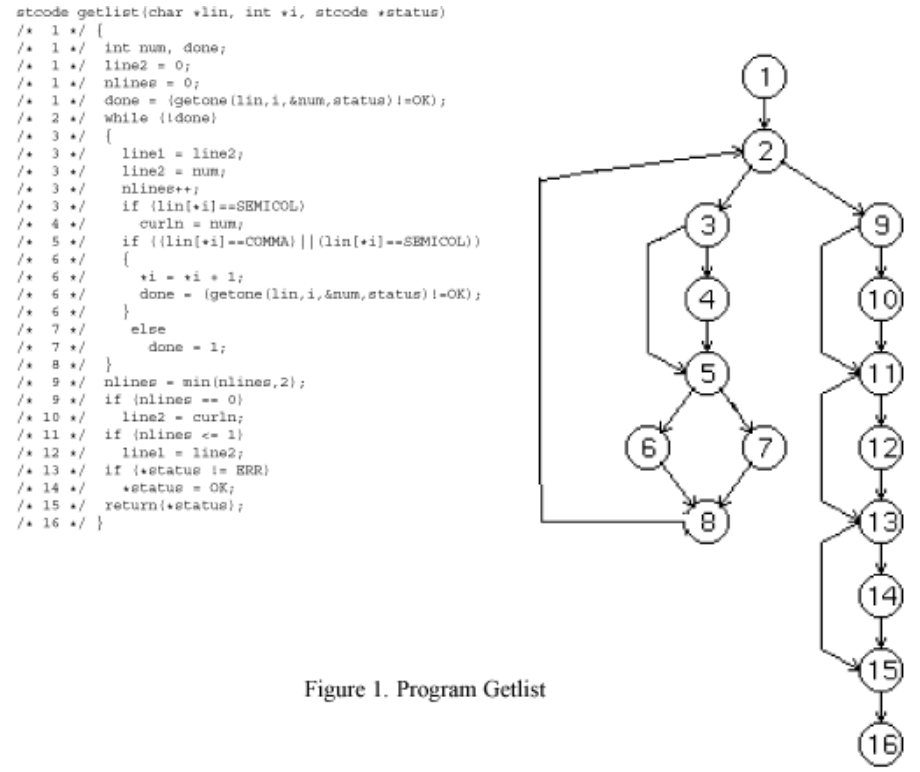 stcode getlist(char *lin, int *i, stcode *status)
/* 1 */ {
/* 1 */ int num, done;
/* 1 */ line2 = 0;
/* 1 */ nlines = 0;
/* 1 */ done = (getone(lin,i,&num,status)!=OK);
/* 2 */ while (!done)
/* 3 */ {
/* 3 */ line1 = line2;
/* 3 */ line2 = num;
/* 3 */ nlines++;
/* 3 */ if (lin[*i]==SEMICOL)
/* 4 */ curln = num;
/* 5 */ if ((lin[*i]==COMMA)||(lin[*i]==SEMICOL))
/* 6 */ {
/* 6 */ *i = *i + 1;
/* 6 */ done = (getone(lin,i,&num,status)!=OK);
/* 6 */ }
/* 7 */ else
/* 7 */ done = 1;
/* 8 */ }
/* 9 */ nlines = min(nlines,2);
/* 9 */ if (nlines == 0)
/* 10 */ line2 = curln;
/* 11 */ if (nlines <= 1)
/* 12 */ line1 = line2;
/* 13 */ if (*status != ERR)
/* 14 */ *status = OK;
/* 15 */ return(*status);
/* 16 */ }
1
2
3
9
4
10
5
11
6
7
12
8
13
14
15
16
Figure 1. Program Getlist